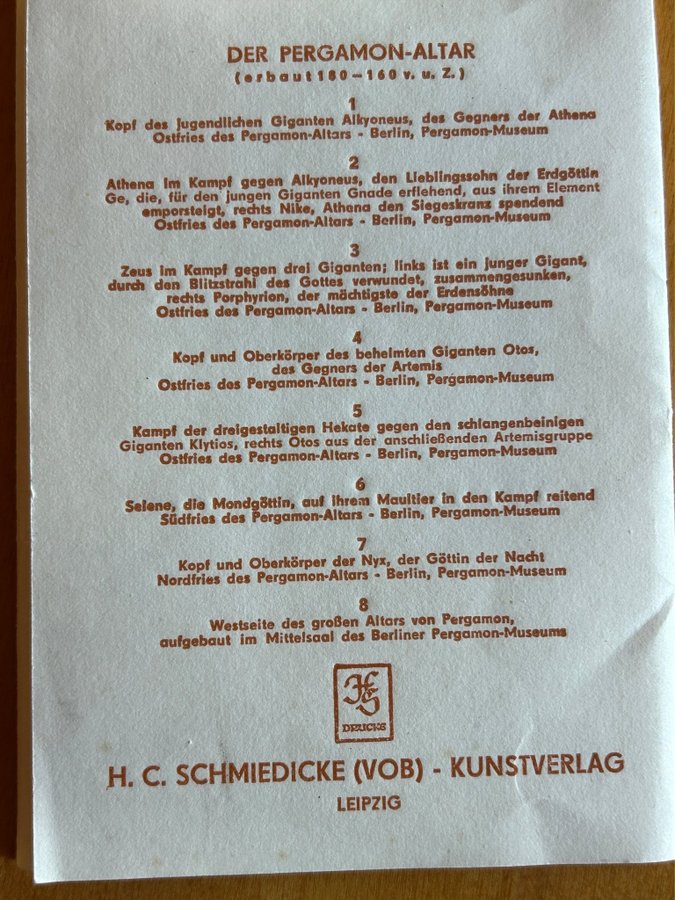 DER PERGAMON-ALTAR
(erbaut 180–160 v. u. Z.)
1
Kopf des jugendlichen Giganten Alkyoneus, des Gegners der Athena
Ostfries des Pergamon-Altars - Berlin, Pergamon-Museum
2
Athena im Kampf gegen Alkyoneus, den Lieblingssohn der Erdgöttin
Ge, die, für den jungen Giganten Gnade erflehend, aus ihrem Element
emporsteigt, rechts Nike, Athena den Siegeskranz spendend
Ostfries des Pergamon-Altars - Berlin, Pergamon-Museum
3
Zeus im Kampf gegen drei Giganten; links ist ein junger Gigant,
durch den Blitzstrahl des Gottes verwundet, zusammengesunken,
rechts Porphyrion, der mächtigste der Erdensöhne
Ostfries des Pergamon-Altars - Berlin, Pergamon-Museum
4
Kopf und Oberkörper des behelmten Giganten Otos,
des Gegners der Artemis
Ostfries des Pergamon-Altars - Berlin, Pergamon-Museum
5
Kampf der dreigestaltigen Hekate gegen den schlangenbeinigen
Giganten Klytios, rechts Otos aus der anschließenden Artemisgruppe
Ostfries des Pergamon-Altars - Berlin, Pergamon-Museum
6
Selene, die Mondgöttin, auf ihrem Maultier in den Kampf reitend
Südfries des Pergamon-Altars - Berlin, Pergamon-Museum
7
Kopf und Oberkörper der Nyx, der Göttin der Nacht
Nordfries des Pergamon-Altars - Berlin, Pergamon-Museum
8
Westseite des großen Altars von Pergamon,
aufgebaut im Mittelsaal des Berliner Pergamon-Museums
HS
DRUCKE
H. C. SCHMIEDICKE (VOB) - KUNSTVERLAG
LEIPZIG